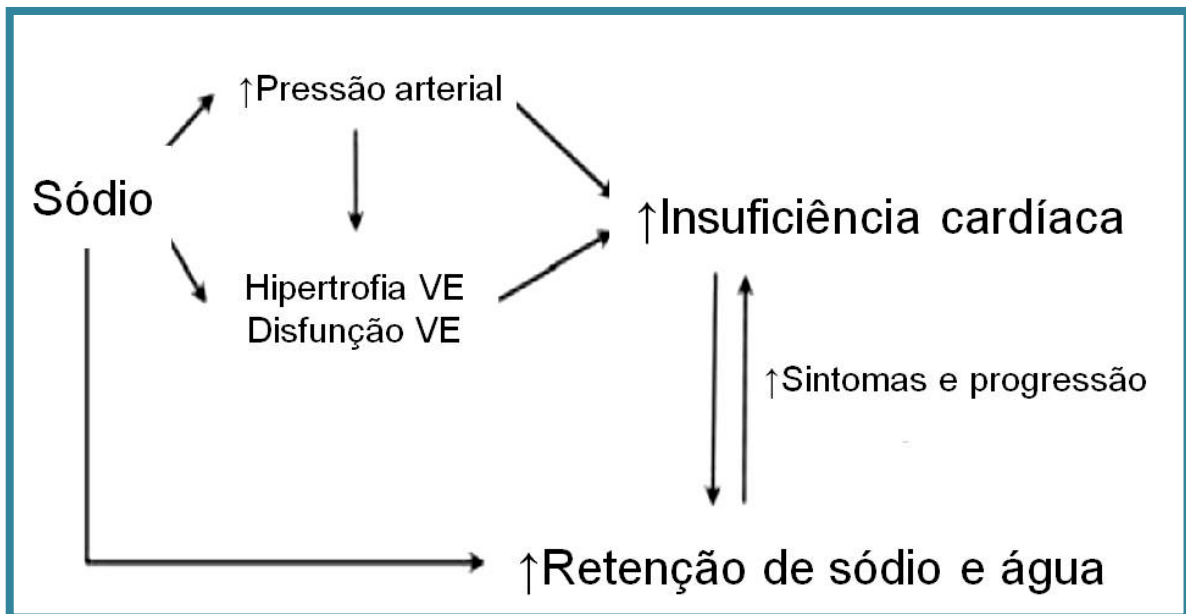 ↑Pressão arterial
Sódio
↑Insuficiência cardíaca
Hipertrofia VE
Disfunção VE
↑Sintomas e progressão
↑Retenção de sódio e água